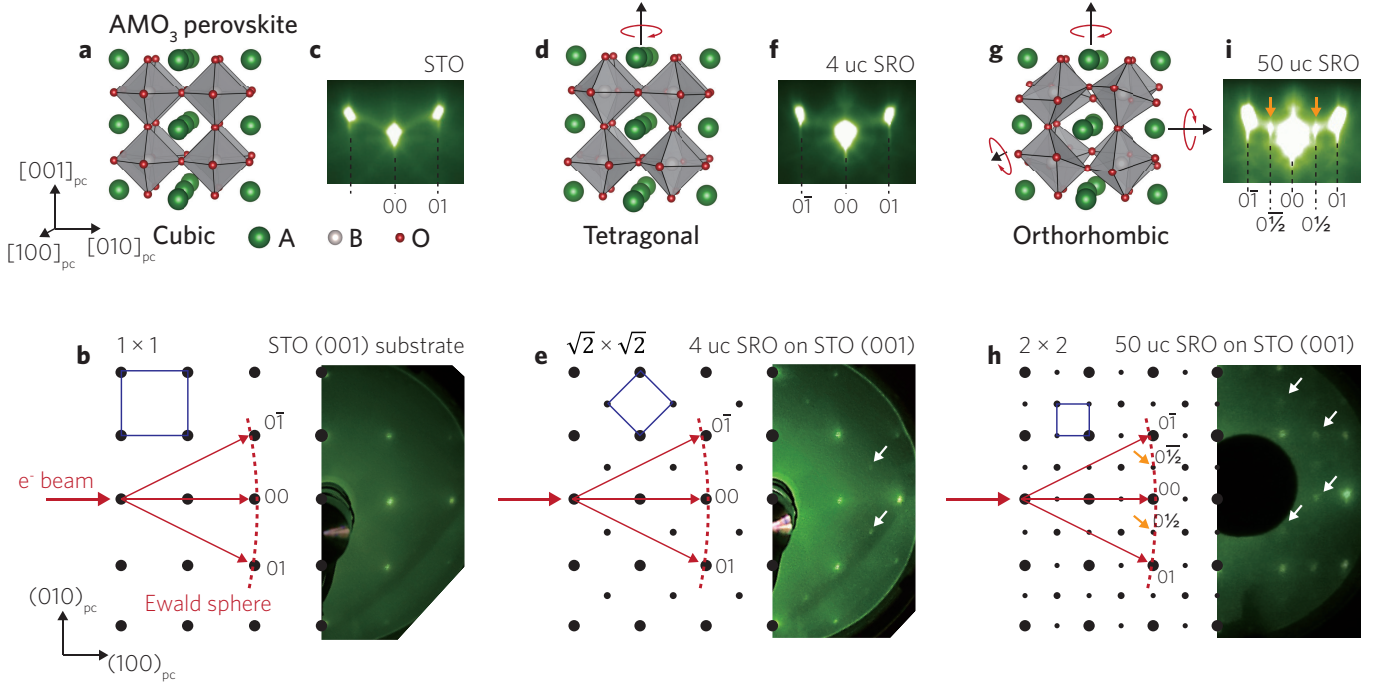 AMO₃ perovskite
a
c
STO
00
01
[001]pc
[100]pc
[010]pc
Cubic
A
B
O
d
f
4 uc SRO
01̅
00
01
Tetragonal
g
i
50 uc SRO
01̅
00
01
01̅/2̅
0½
Orthorhombic
b
1 × 1
STO (001) substrate
01̅
e⁻ beam
00
01
Ewald sphere
(010)pc
(100)pc
e
√2 × √2
4 uc SRO on STO (001)
01̅
00
01
h
2 × 2
50 uc SRO on STO (001)
01̅
01̅/2̅
00
0½
01